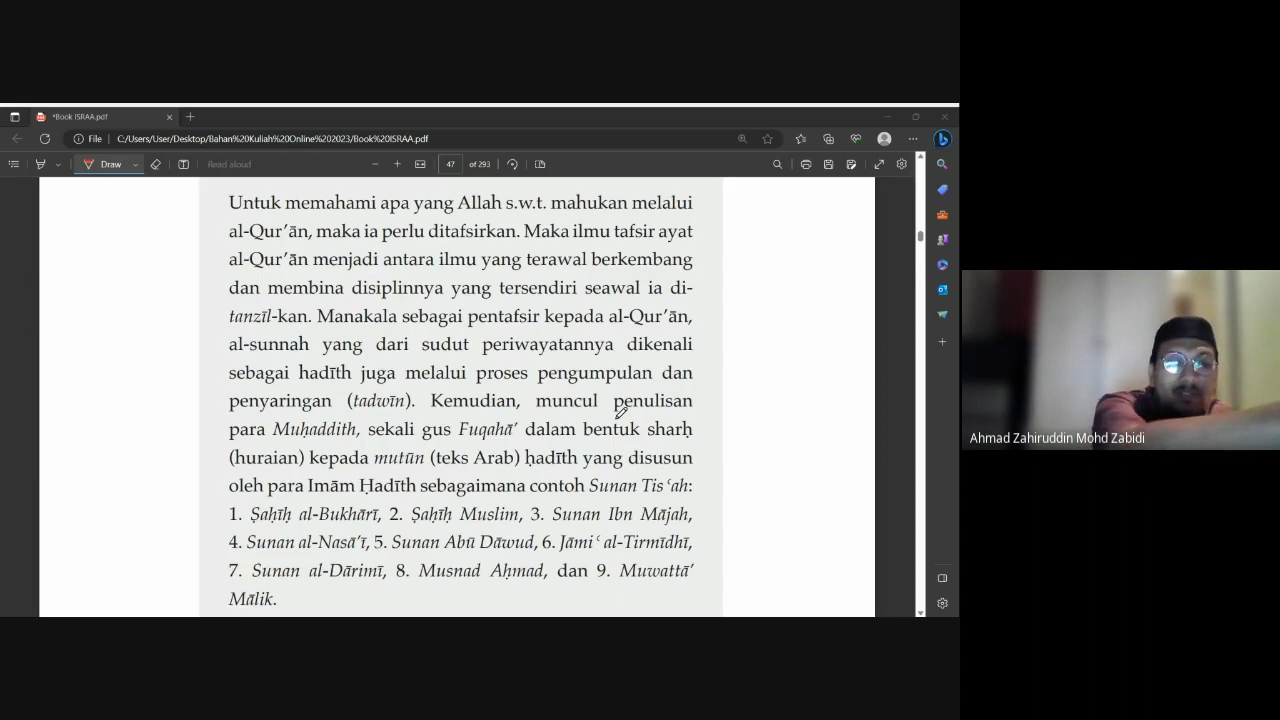 *Book ISRAA.pdf
File
C:/Users/User/Desktop/Bahan%20Kuliah%20Online%202023/Book%20ISRAA.pdf
Draw
Read aloud
47
of 293
Untuk memahami apa yang Allah s.w.t. mahukan melalui
al-Qur’ān, maka ia perlu ditafsirkan. Maka ilmu tafsir ayat
al-Qur’ān menjadi antara ilmu yang terawal berkembang
dan membina disiplinnya yang tersendiri seawal ia di-
tanzīl-kan. Manakala sebagai pentafsir kepada al-Qur’ān,
al-sunnah yang dari sudut periwayatannya dikenali
sebagai hadīth juga melalui proses pengumpulan dan
penyaringan (tadwīn). Kemudian, muncul penulisan
para Muḥaddith, sekali gus Fuqahā’ dalam bentuk sharḥ
(huraian) kepada mutūn (teks Arab) ḥadīth yang disusun
oleh para Imām Ḥadīth sebagaimana contoh Sunan Tis‘ah:
1. Ṣaḥīḥ al-Bukhārī, 2. Ṣaḥīḥ Muslim, 3. Sunan Ibn Mājah,
4. Sunan al-Nasā’ī, 5. Sunan Abū Dāwud, 6. Jāmi‘ al-Tirmīdhī,
7. Sunan al-Dārimī, 8. Musnad Aḥmad, dan 9. Muwattā’
Mālik.
Ahmad Zahiruddin Mohd Zabidi